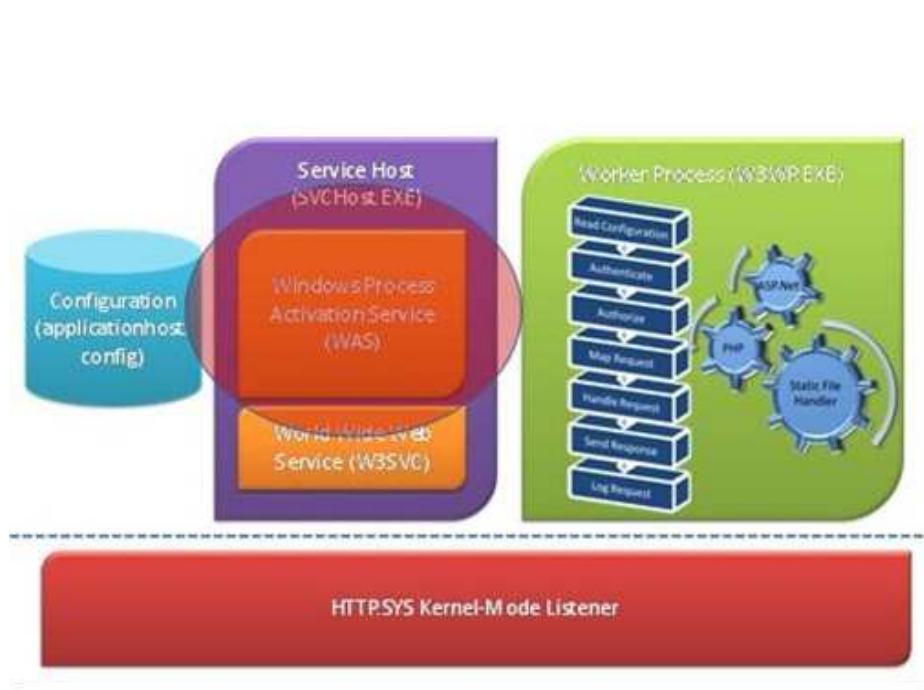 Service Host
(SVCHost.EXE)
Windows Process
Activation Service
(WAS)
World Wide Web
Service (W3SVC)
Configuration
(applicationhost.
config)
Worker Process (W3WP.EXE)
Read Configuration
Authenticate
Authorize
Map Request
Handle Request
Send Response
Log Request
ASP.Net
PHP
Static File
Handler
HTTP.SYS Kernel-Mode Listener